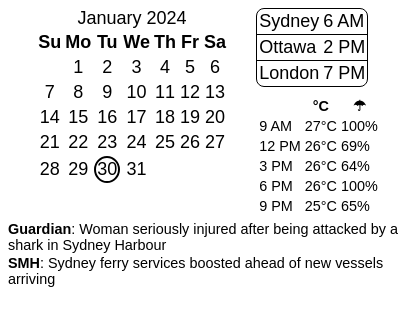 January 2024
Su Mo Tu We Th Fr Sa
1 2 3 4 5 6
7 8 9 10 11 12 13
14 15 16 17 18 19 20
21 22 23 24 25 26 27
28 29 30 31
Sydney 6 AM
Ottawa 2 PM
London 7 PM
°C ☂
9 AM 27°C 100%
12 PM 26°C 69%
3 PM 26°C 64%
6 PM 26°C 100%
9 PM 25°C 65%
Guardian: Woman seriously injured after being attacked by a
shark in Sydney Harbour
SMH: Sydney ferry services boosted ahead of new vessels
arriving